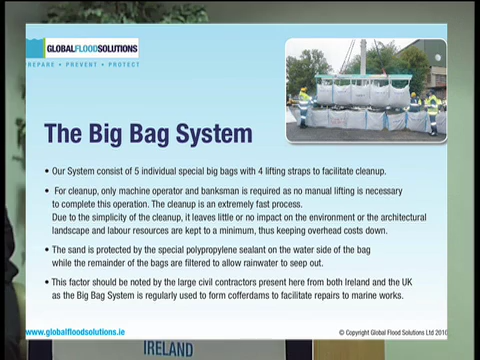 GLOBALFLOODSOLUTIONS
REPARE • PREVENT • PROTECT
The Big Bag System
• Our System consist of 5 individual special big bags with 4 lifting straps to facilitate cleanup.
• For cleanup, only machine operator and banksman is required as no manual lifting is necessary
to complete this operation. The cleanup is an extremely fast process.
Due to the simplicity of the cleanup, it leaves little or no impact on the environment or the architectural
landscape and labour resources are kept to a minimum, thus keeping overhead costs down.
• The sand is protected by the special polypropylene sealant on the water side of the bag
while the remainder of the bags are filtered to allow rainwater to seep out.
• This factor should be noted by the large civil contractors present here from both Ireland and the UK
as the Big Bag System is regularly used to form cofferdams to facilitate repairs to marine works.
www.globalfloodsolutions.ie
© Copyright Global Flood Solutions Ltd 2010
IRELAND